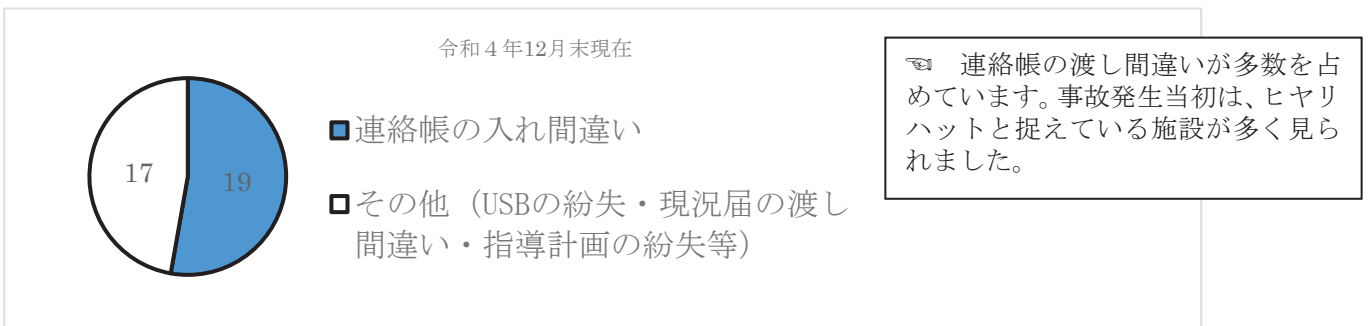 令和４年12月末現在
17
19
連絡帳の入れ間違い
その他（USBの紛失・現況届の渡し
間違い・指導計画の紛失等）
☜　連絡帳の渡し間違いが多数を占
めています。事故発生当初は、ヒヤリ
ハットと捉えている施設が多く見ら
れました。